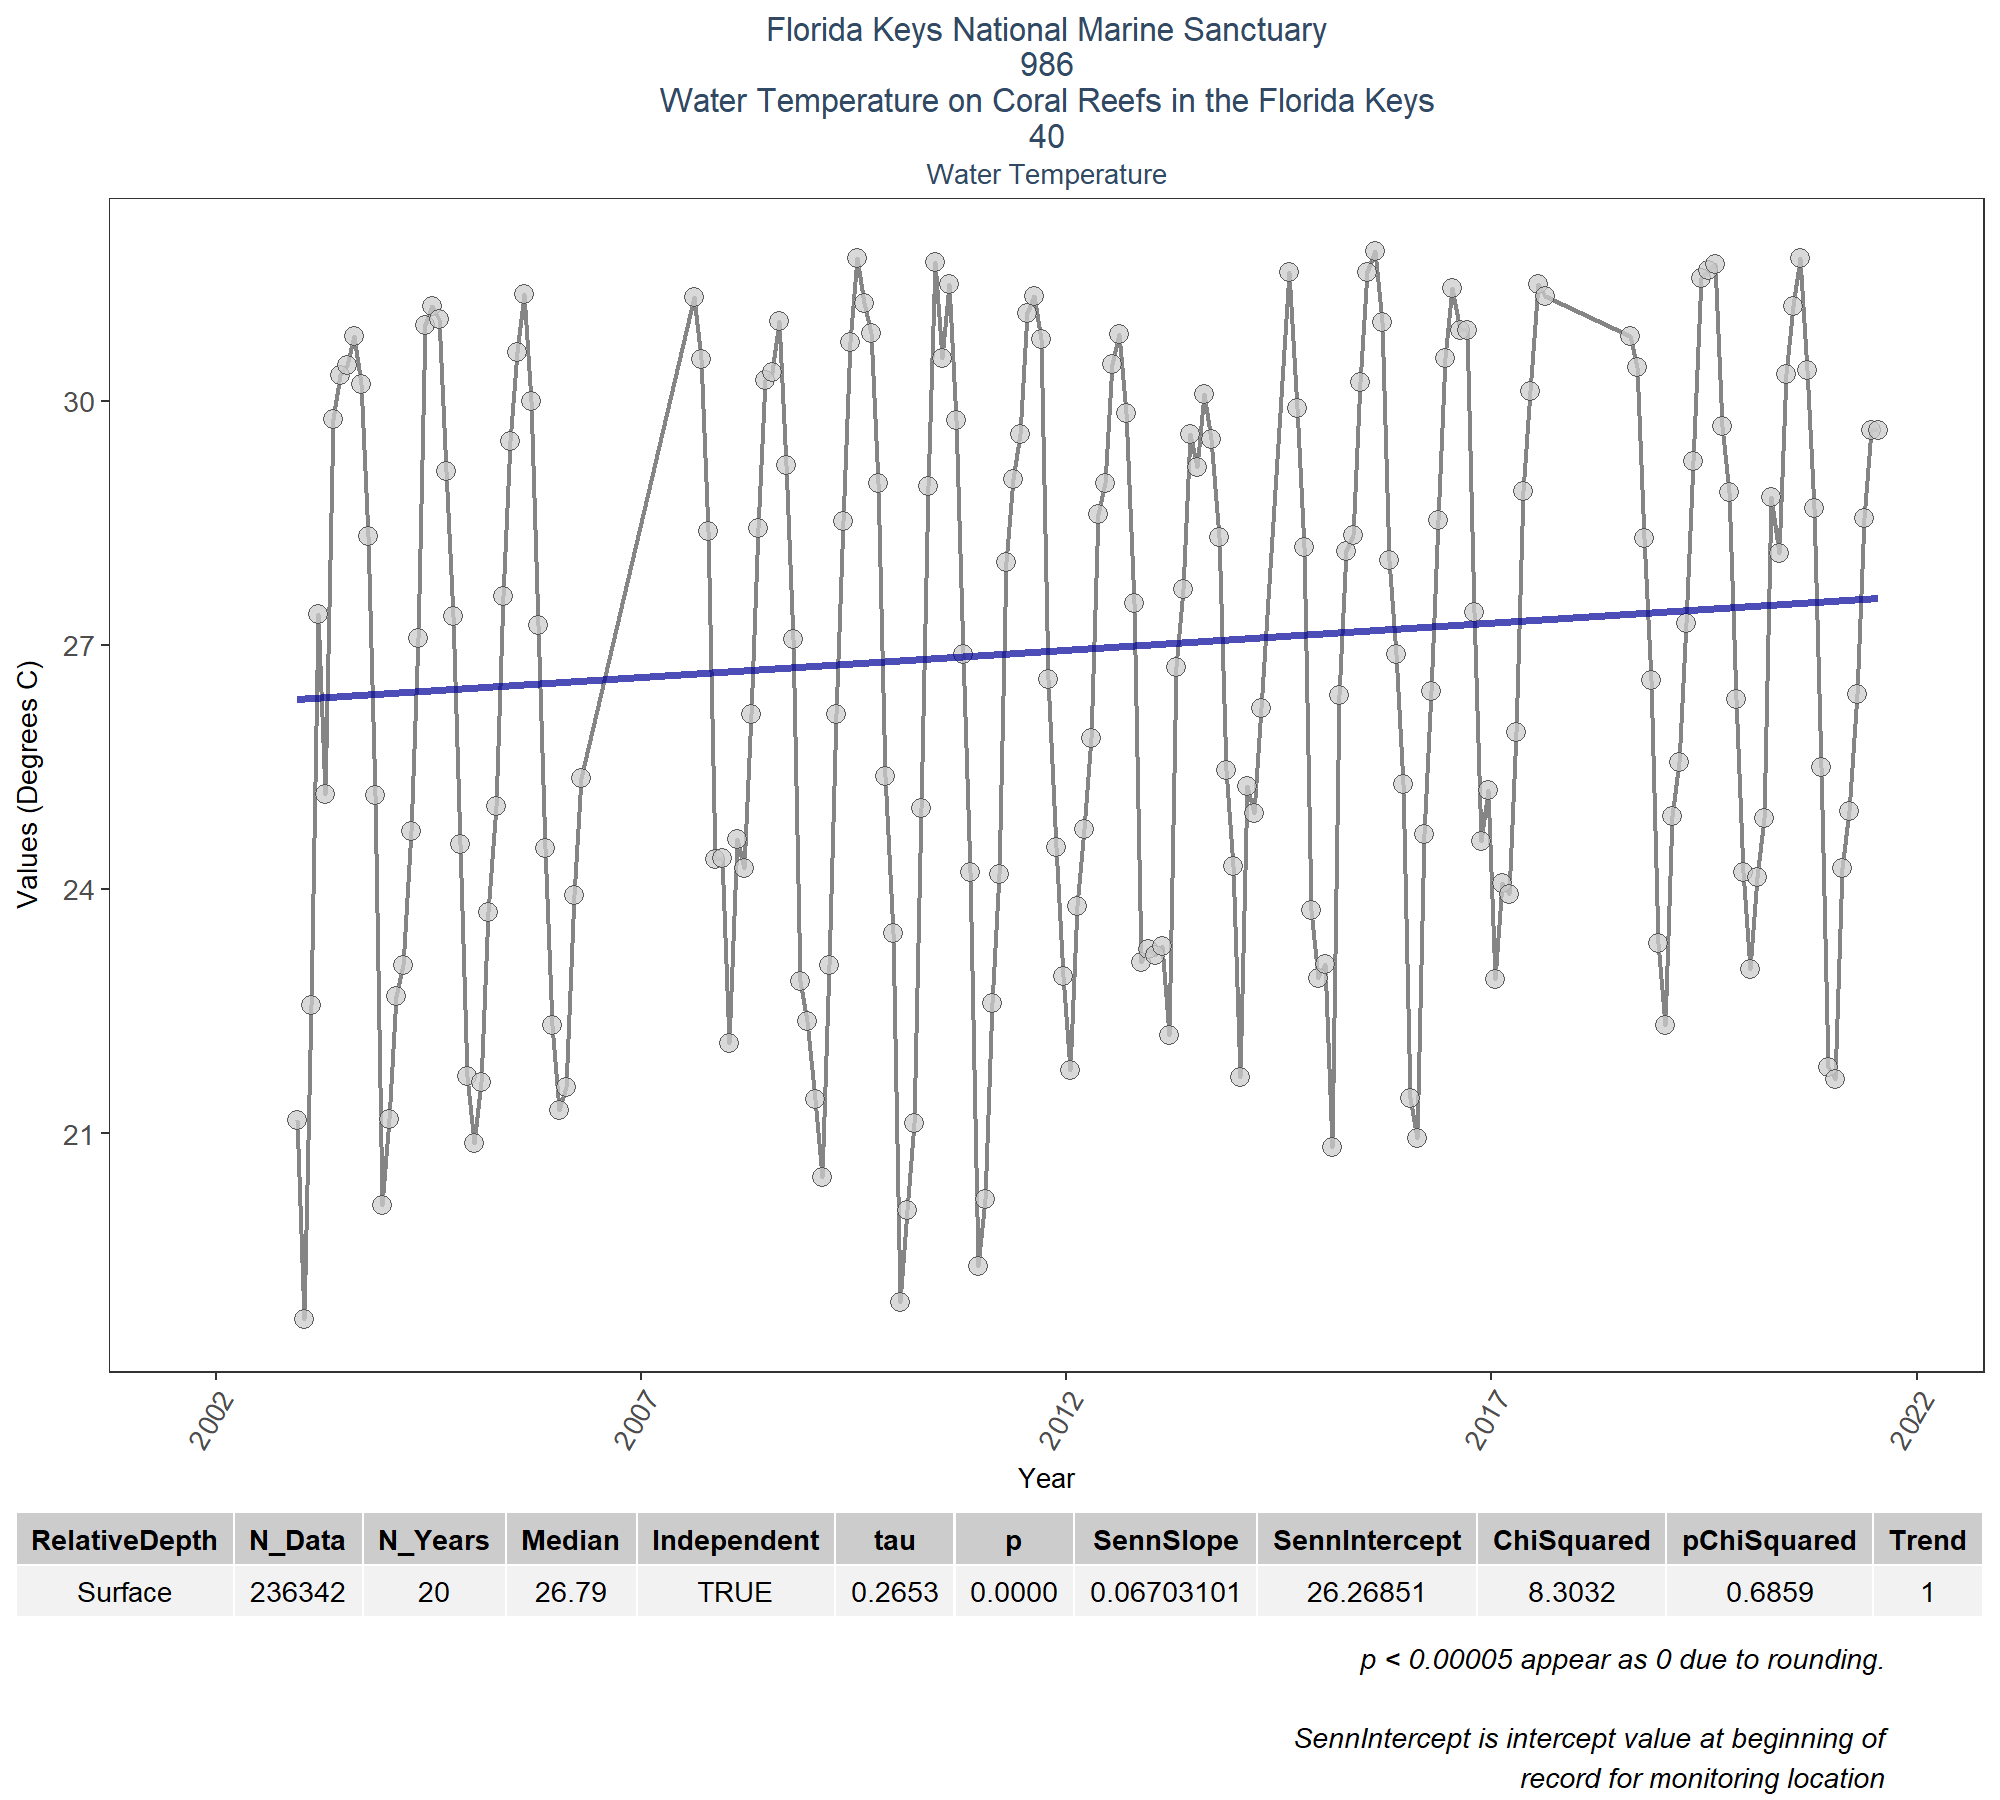 Florida Keys National Marine Sanctuary
986
Water Temperature on Coral Reefs in the Florida Keys
40
Water Temperature
Values (Degrees C)
30
27
24
21
2002
2007
2012
2017
2022
Year
RelativeDepth N_Data N_Years Median Independent tau p SennSlope SennIntercept ChiSquared pChiSquared Trend
Surface 236342 20 26.79 TRUE 0.2653 0.0000 0.06703101 26.26851 8.3032 0.6859 1
p < 0.00005 appear as 0 due to rounding.
SennIntercept is intercept value at beginning of
record for monitoring location